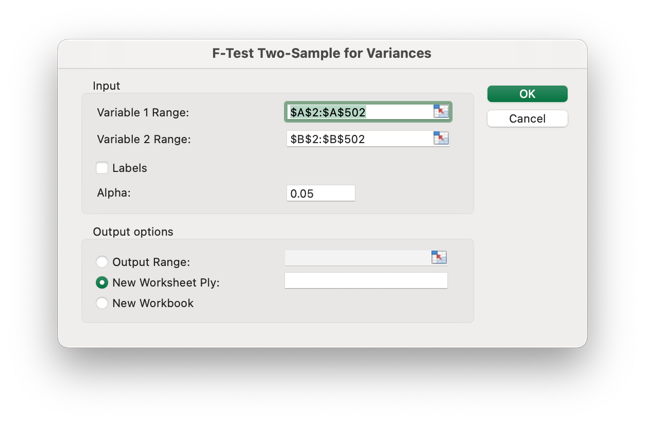 F-Test Two-Sample for Variances
Input
Variable 1 Range: $A$2:$A$502
Variable 2 Range: $B$2:$B$502
Labels
Alpha: 0.05
OK
Cancel
Output options
Output Range:
New Worksheet Ply:
New Workbook